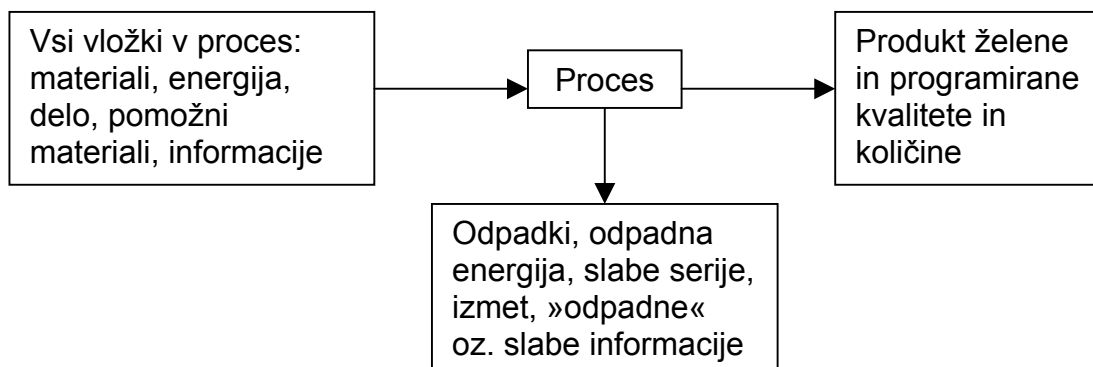 Vsi vložki v proces:
materiali, energija,
delo, pomožni
materiali, informacije
Proces
Produkt želene
in programirane
kvalitete in
količine
Odpadki, odpadna
energija, slabe serije,
izmet, »odpadne«
oz. slabe informacije